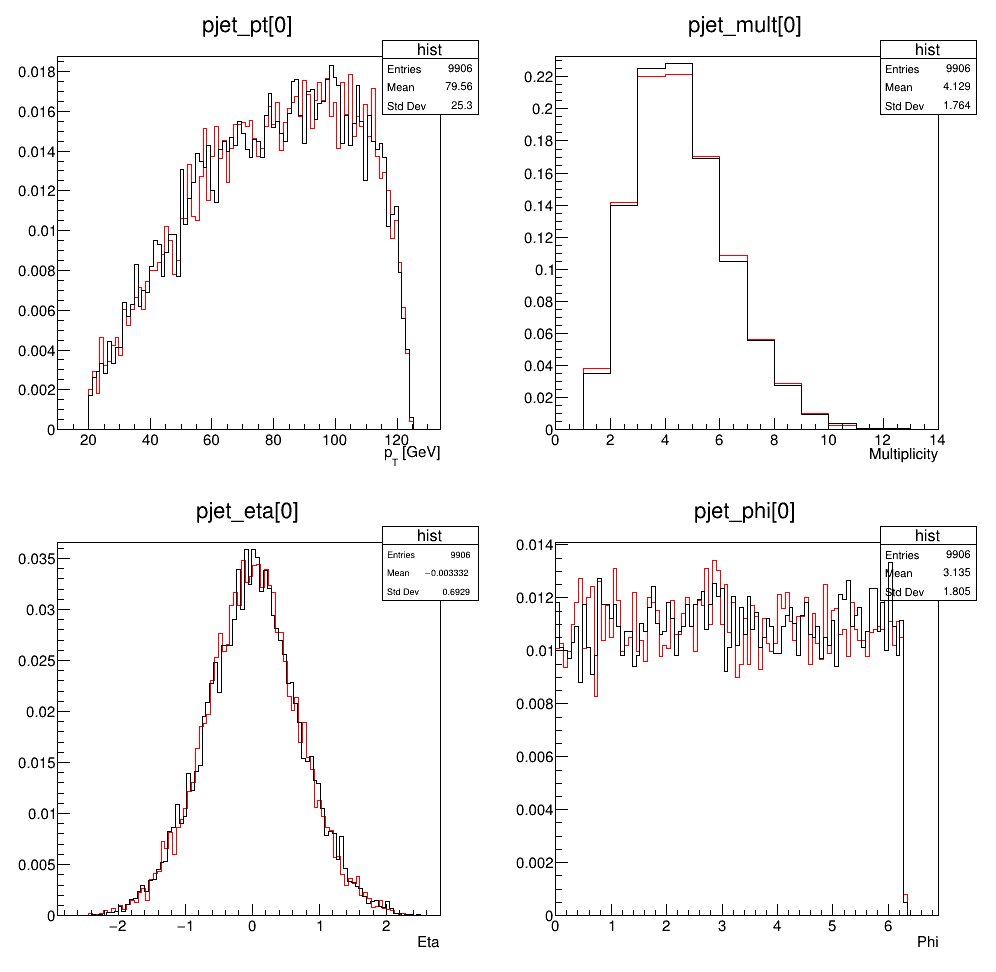 pjet_pt[0]
hist
Entries 9906
Mean 79.56
Std Dev 25.3
0.018
0.016
0.014
0.012
0.01
0.008
0.006
0.004
0.002
0
20 40 60 80 100 120
p_T [GeV]
pjet_mult[0]
hist
Entries 9906
Mean 4.129
Std Dev 1.764
0.22
0.2
0.18
0.16
0.14
0.12
0.1
0.08
0.06
0.04
0.02
0
0 2 4 6 8 10 12 14
Multiplicity
pjet_eta[0]
hist
Entries 9906
Mean −0.003332
Std Dev 0.6929
0.035
0.03
0.025
0.02
0.015
0.01
0.005
0
−2 −1 0 1 2
Eta
pjet_phi[0]
hist
Entries 9906
Mean 3.135
Std Dev 1.805
0.014
0.012
0.01
0.008
0.006
0.004
0.002
0
0 1 2 3 4 5 6
Phi